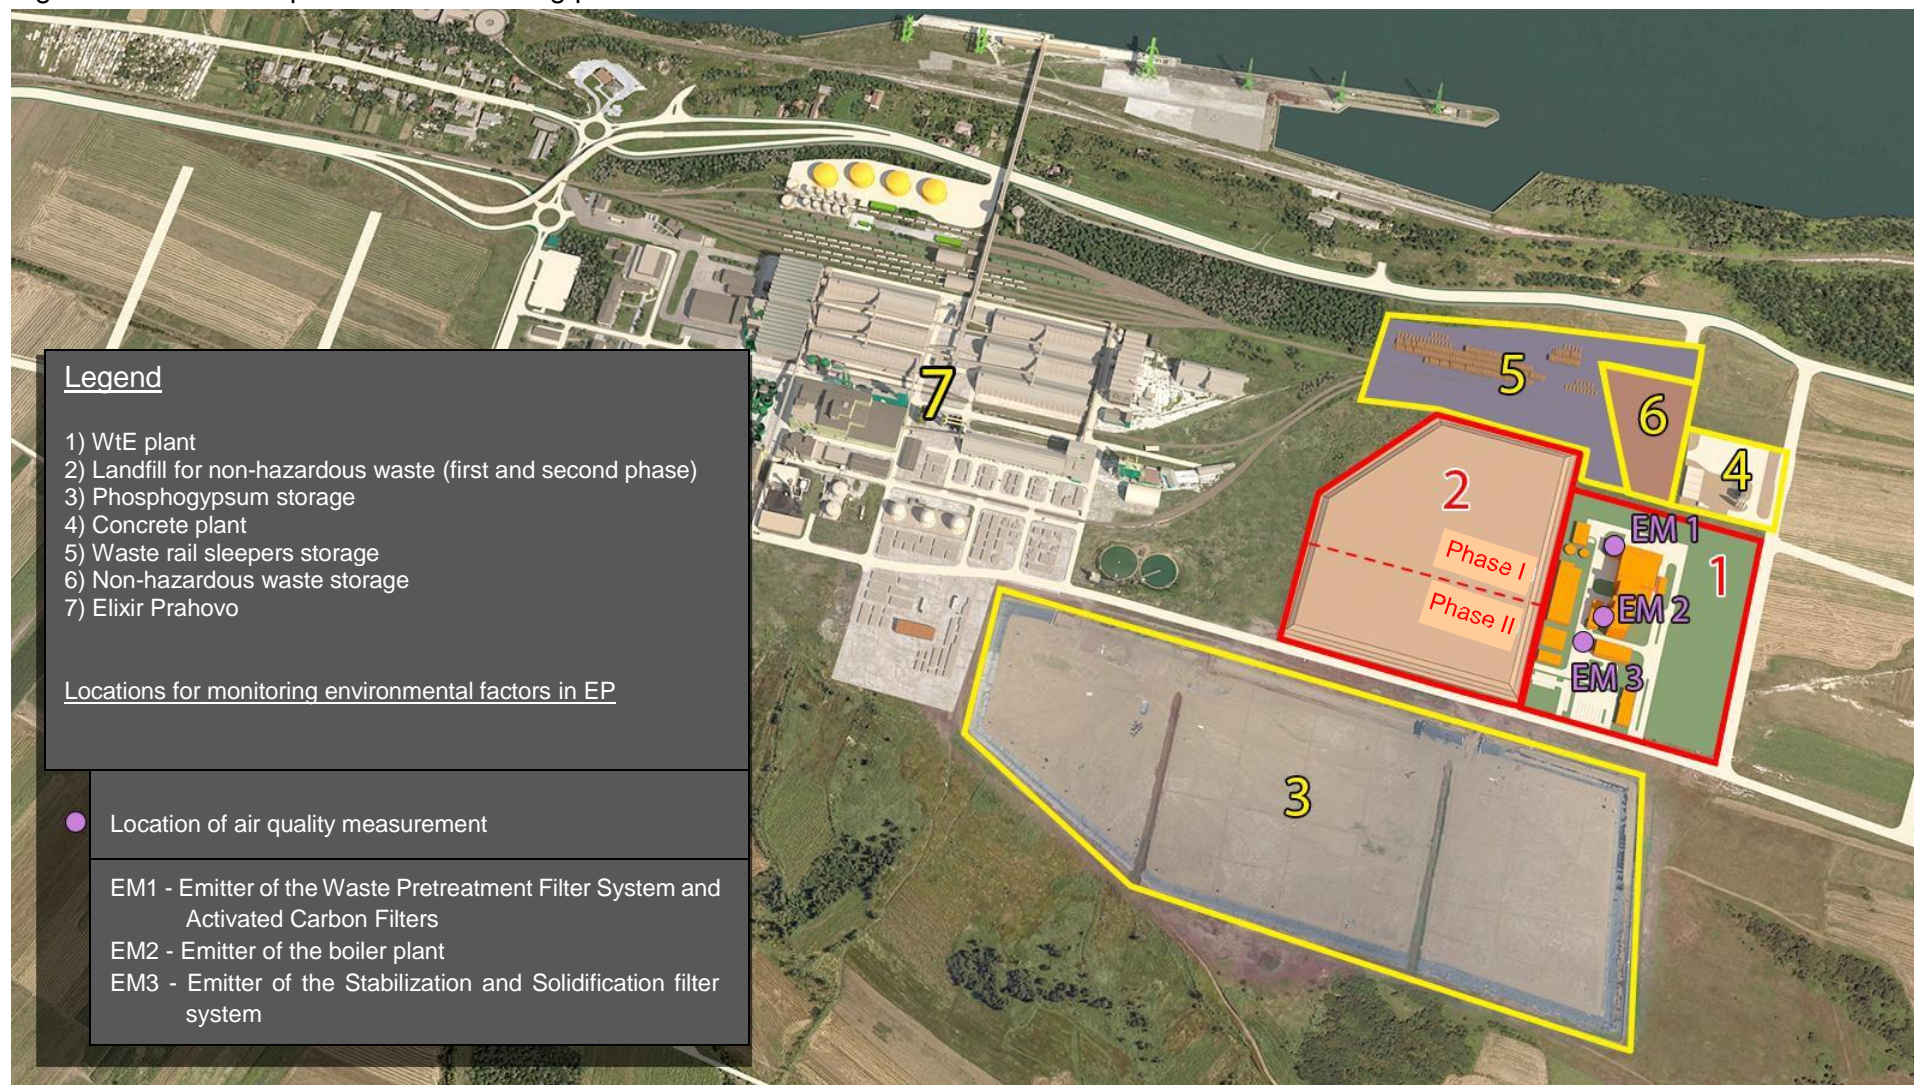 Legend
1) WtE plant
2) Landfill for non-hazardous waste (first and second phase)
3) Phosphogypsum storage
4) Concrete plant
5) Waste rail sleepers storage
6) Non-hazardous waste storage
7) Elixir Prahovo
Locations for monitoring environmental factors in EP
Location of air quality measurement
EM1 - Emitter of the Waste Pretreatment Filter System and
Activated Carbon Filters
EM2 - Emitter of the boiler plant
EM3 - Emitter of the Stabilization and Solidification filter
system
7
5
6
4
2
Phase I
Phase II
EM 1
1
EM 2
EM 3
3